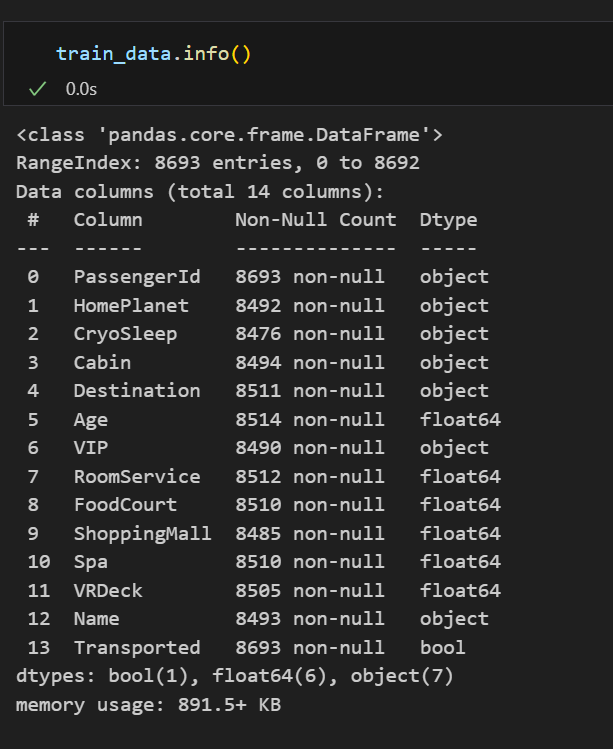 train_data.info()
0.0s
<class 'pandas.core.frame.DataFrame'>
RangeIndex: 8693 entries, 0 to 8692
Data columns (total 14 columns):
 #   Column        Non-Null Count  Dtype
---  ------        --------------  -----
 0   PassengerId   8693 non-null   object
 1   HomePlanet    8492 non-null   object
 2   CryoSleep     8476 non-null   object
 3   Cabin         8494 non-null   object
 4   Destination   8511 non-null   object
 5   Age           8514 non-null   float64
 6   VIP           8490 non-null   object
 7   RoomService   8512 non-null   float64
 8   FoodCourt     8510 non-null   float64
 9   ShoppingMall  8485 non-null   float64
 10  Spa           8510 non-null   float64
 11  VRDeck        8505 non-null   float64
 12  Name          8493 non-null   object
 13  Transported   8693 non-null   bool
dtypes: bool(1), float64(6), object(7)
memory usage: 891.5+ KB